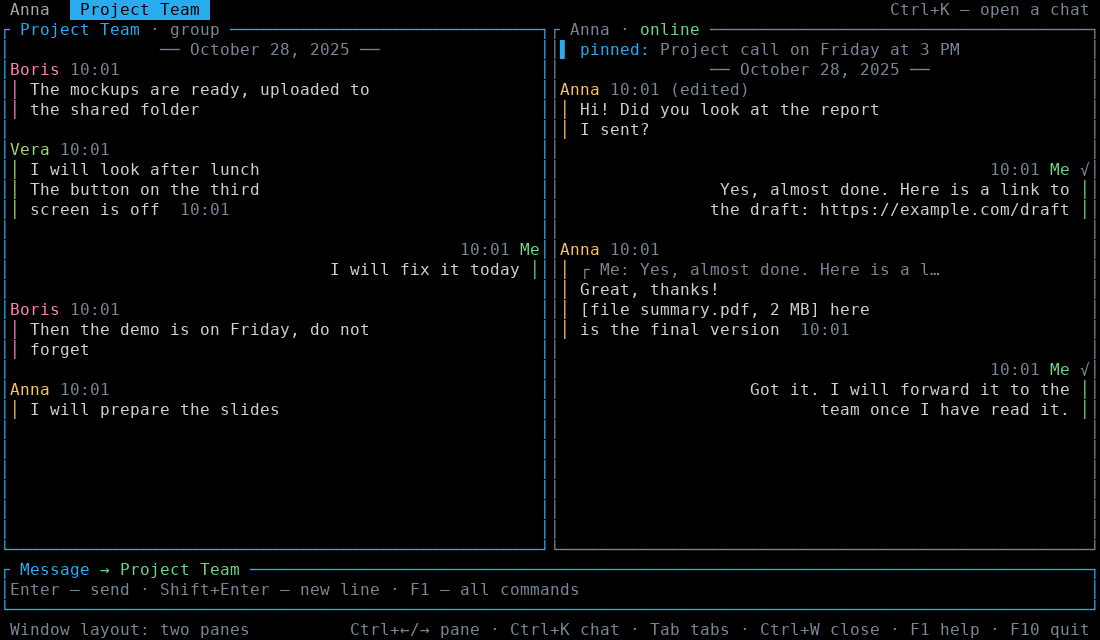 Anna  Project Team  Ctrl+K — open a chat
Project Team · group
── October 28, 2025 ──
Boris 10:01
The mockups are ready, uploaded to
the shared folder
Vera 10:01
I will look after lunch
The button on the third
screen is off  10:01
10:01 Me
I will fix it today
Boris 10:01
Then the demo is on Friday, do not
forget
Anna 10:01
I will prepare the slides
Anna · online
pinned: Project call on Friday at 3 PM
── October 28, 2025 ──
Anna 10:01 (edited)
Hi! Did you look at the report
I sent?
10:01 Me √
Yes, almost done. Here is a link to
the draft: https://example.com/draft
Anna 10:01
┌ Me: Yes, almost done. Here is a l…
Great, thanks!
[file summary.pdf, 2 MB] here
is the final version  10:01
10:01 Me √
Got it. I will forward it to the
team once I have read it.
Message → Project Team
Enter — send · Shift+Enter — new line · F1 — all commands
Window layout: two panes  Ctrl+←/→ pane · Ctrl+K chat · Tab tabs · Ctrl+W close · F1 help · F10 quit